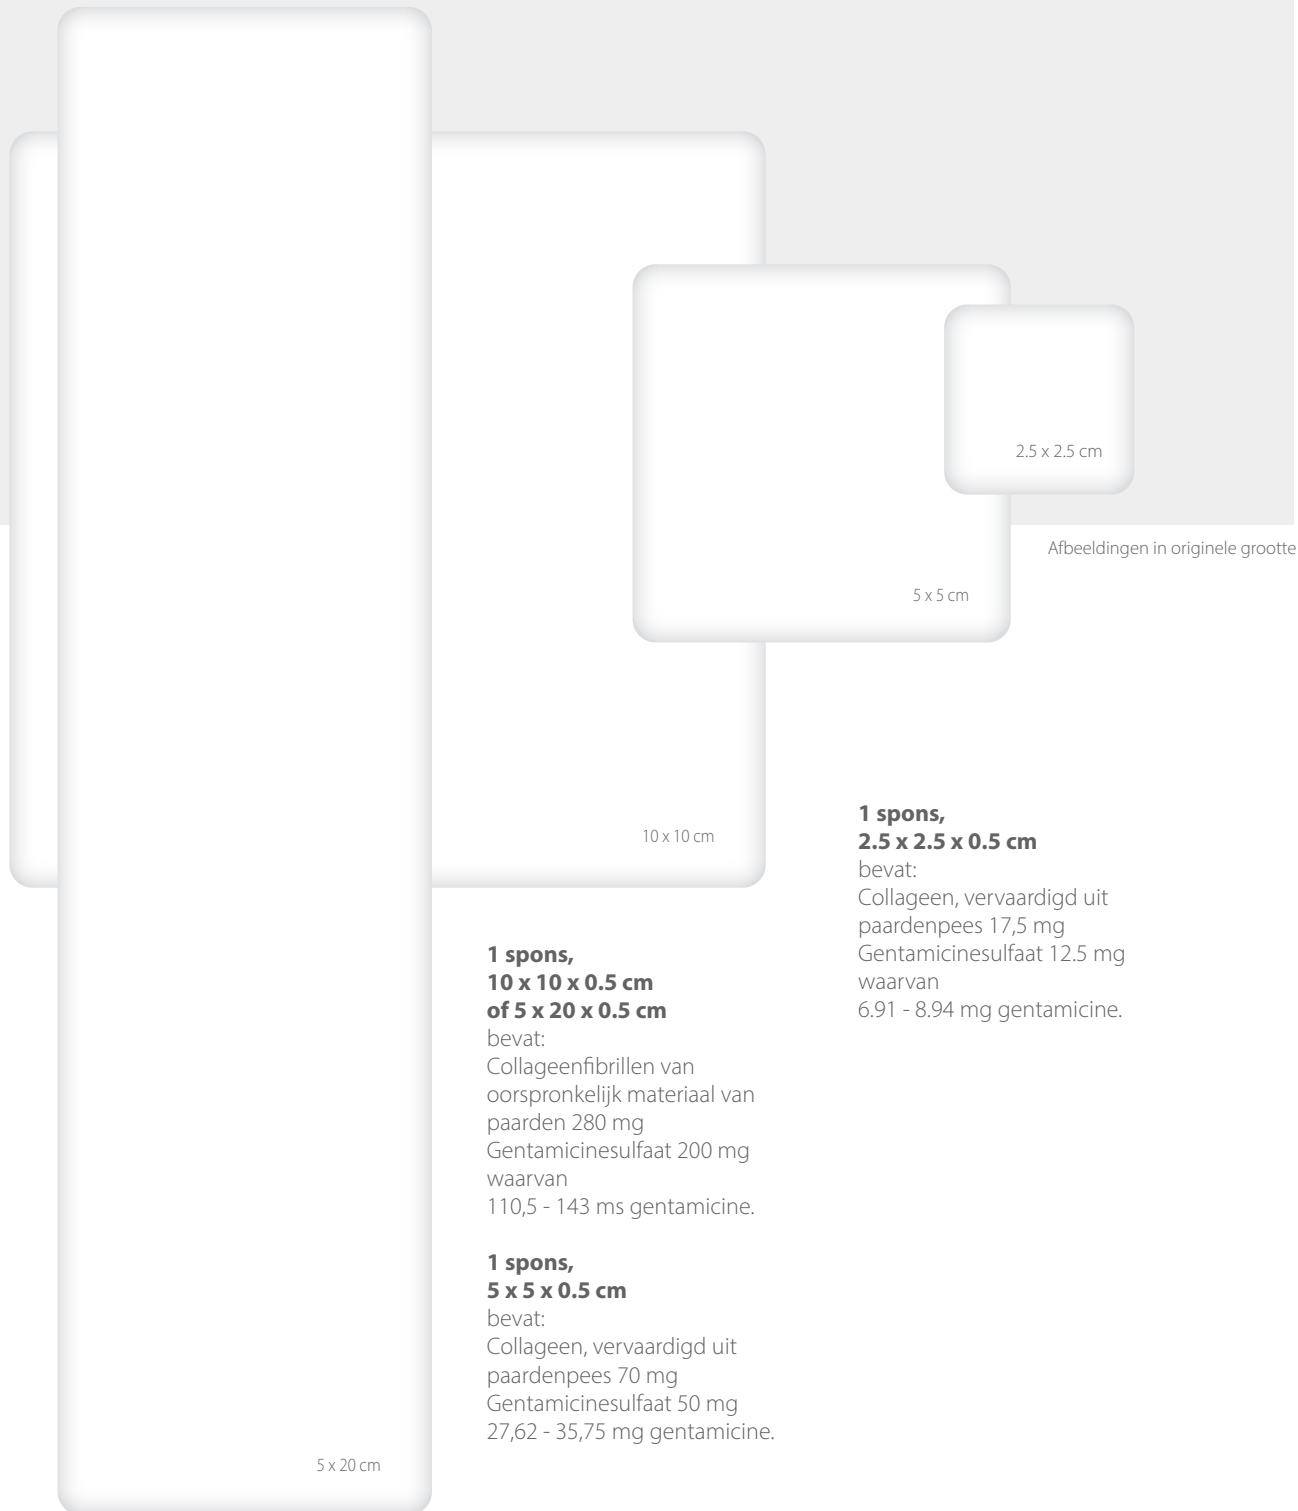 2.5 x 2.5 cm
Afbeeldingen in originele grootte
5 x 5 cm
10 x 10 cm
5 x 20 cm
1 spons,
10 x 10 x 0.5 cm
of 5 x 20 x 0.5 cm
bevat:
Collageenfibrillen van
oorspronkelijk materiaal van
paarden 280 mg
Gentamicinesulfaat 200 mg
waarvan
110,5 - 143 ms gentamicine.
1 spons,
5 x 5 x 0.5 cm
bevat:
Collageen, vervaardigd uit
paardenpees 70 mg
Gentamicinesulfaat 50 mg
27,62 - 35,75 mg gentamicine.
1 spons,
2.5 x 2.5 x 0.5 cm
bevat:
Collageen, vervaardigd uit
paardenpees 17,5 mg
Gentamicinesulfaat 12.5 mg
waarvan
6.91 - 8.94 mg gentamicine.